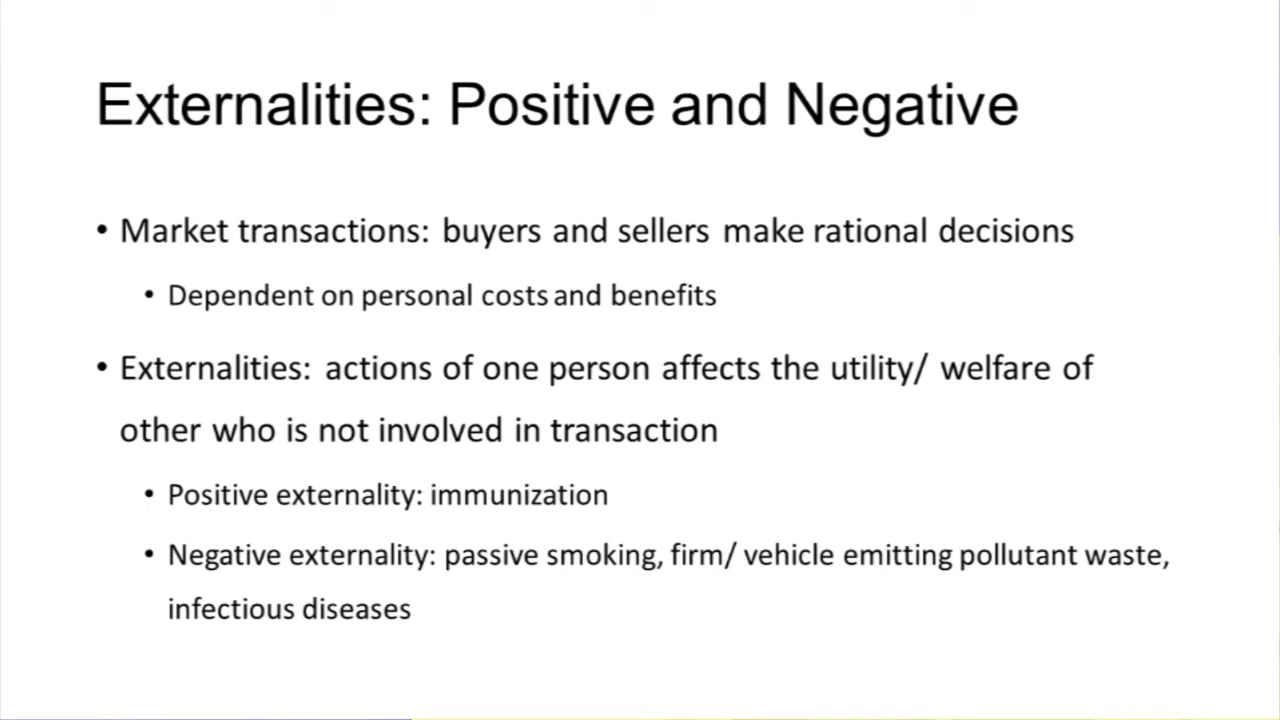 Externalities: Positive and Negative
• Market transactions: buyers and sellers make rational decisions
• Dependent on personal costs and benefits
• Externalities: actions of one person affects the utility/ welfare of
other who is not involved in transaction
• Positive externality: immunization
• Negative externality: passive smoking, firm/ vehicle emitting pollutant waste,
infectious diseases